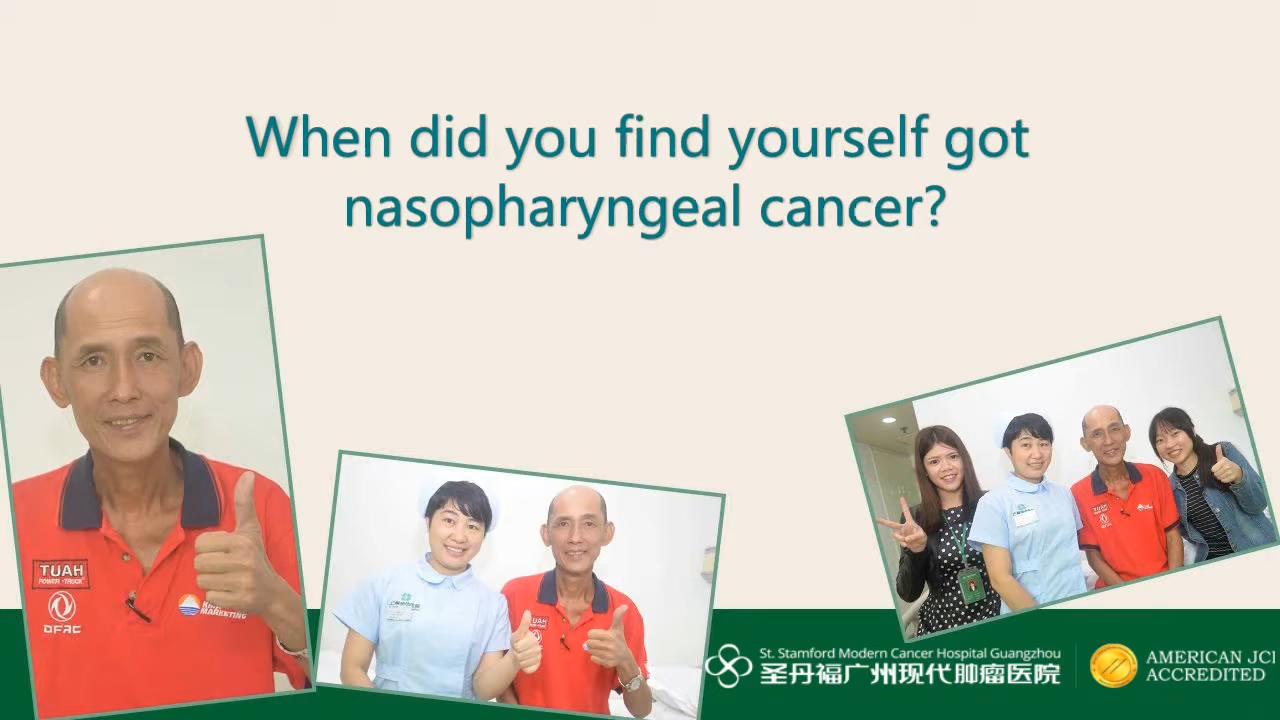 When did you find yourself got
nasopharyngeal cancer?
TUAH
POWER TRUCK
DFAC
MARKETING
TUAH
St. Stamford Modern Cancer Hospital Guangzhou
圣丹福广州现代肿瘤医院
AMERICAN JCI
ACCREDITED